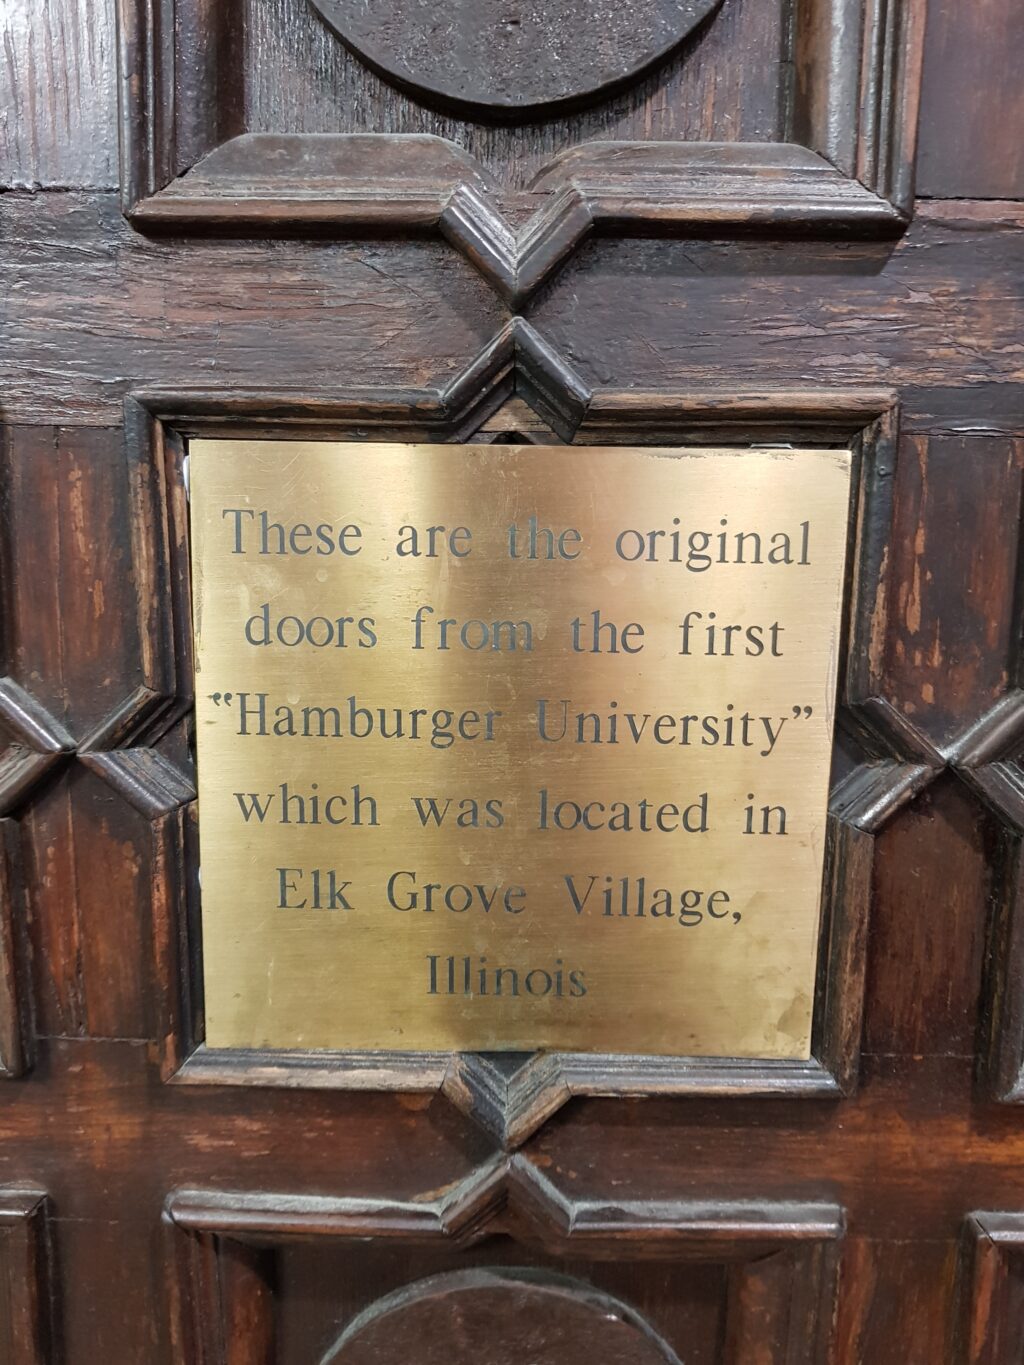 These are the original
doors from the first
“Hamburger University”
which was located in
Elk Grove Village,
Illinois